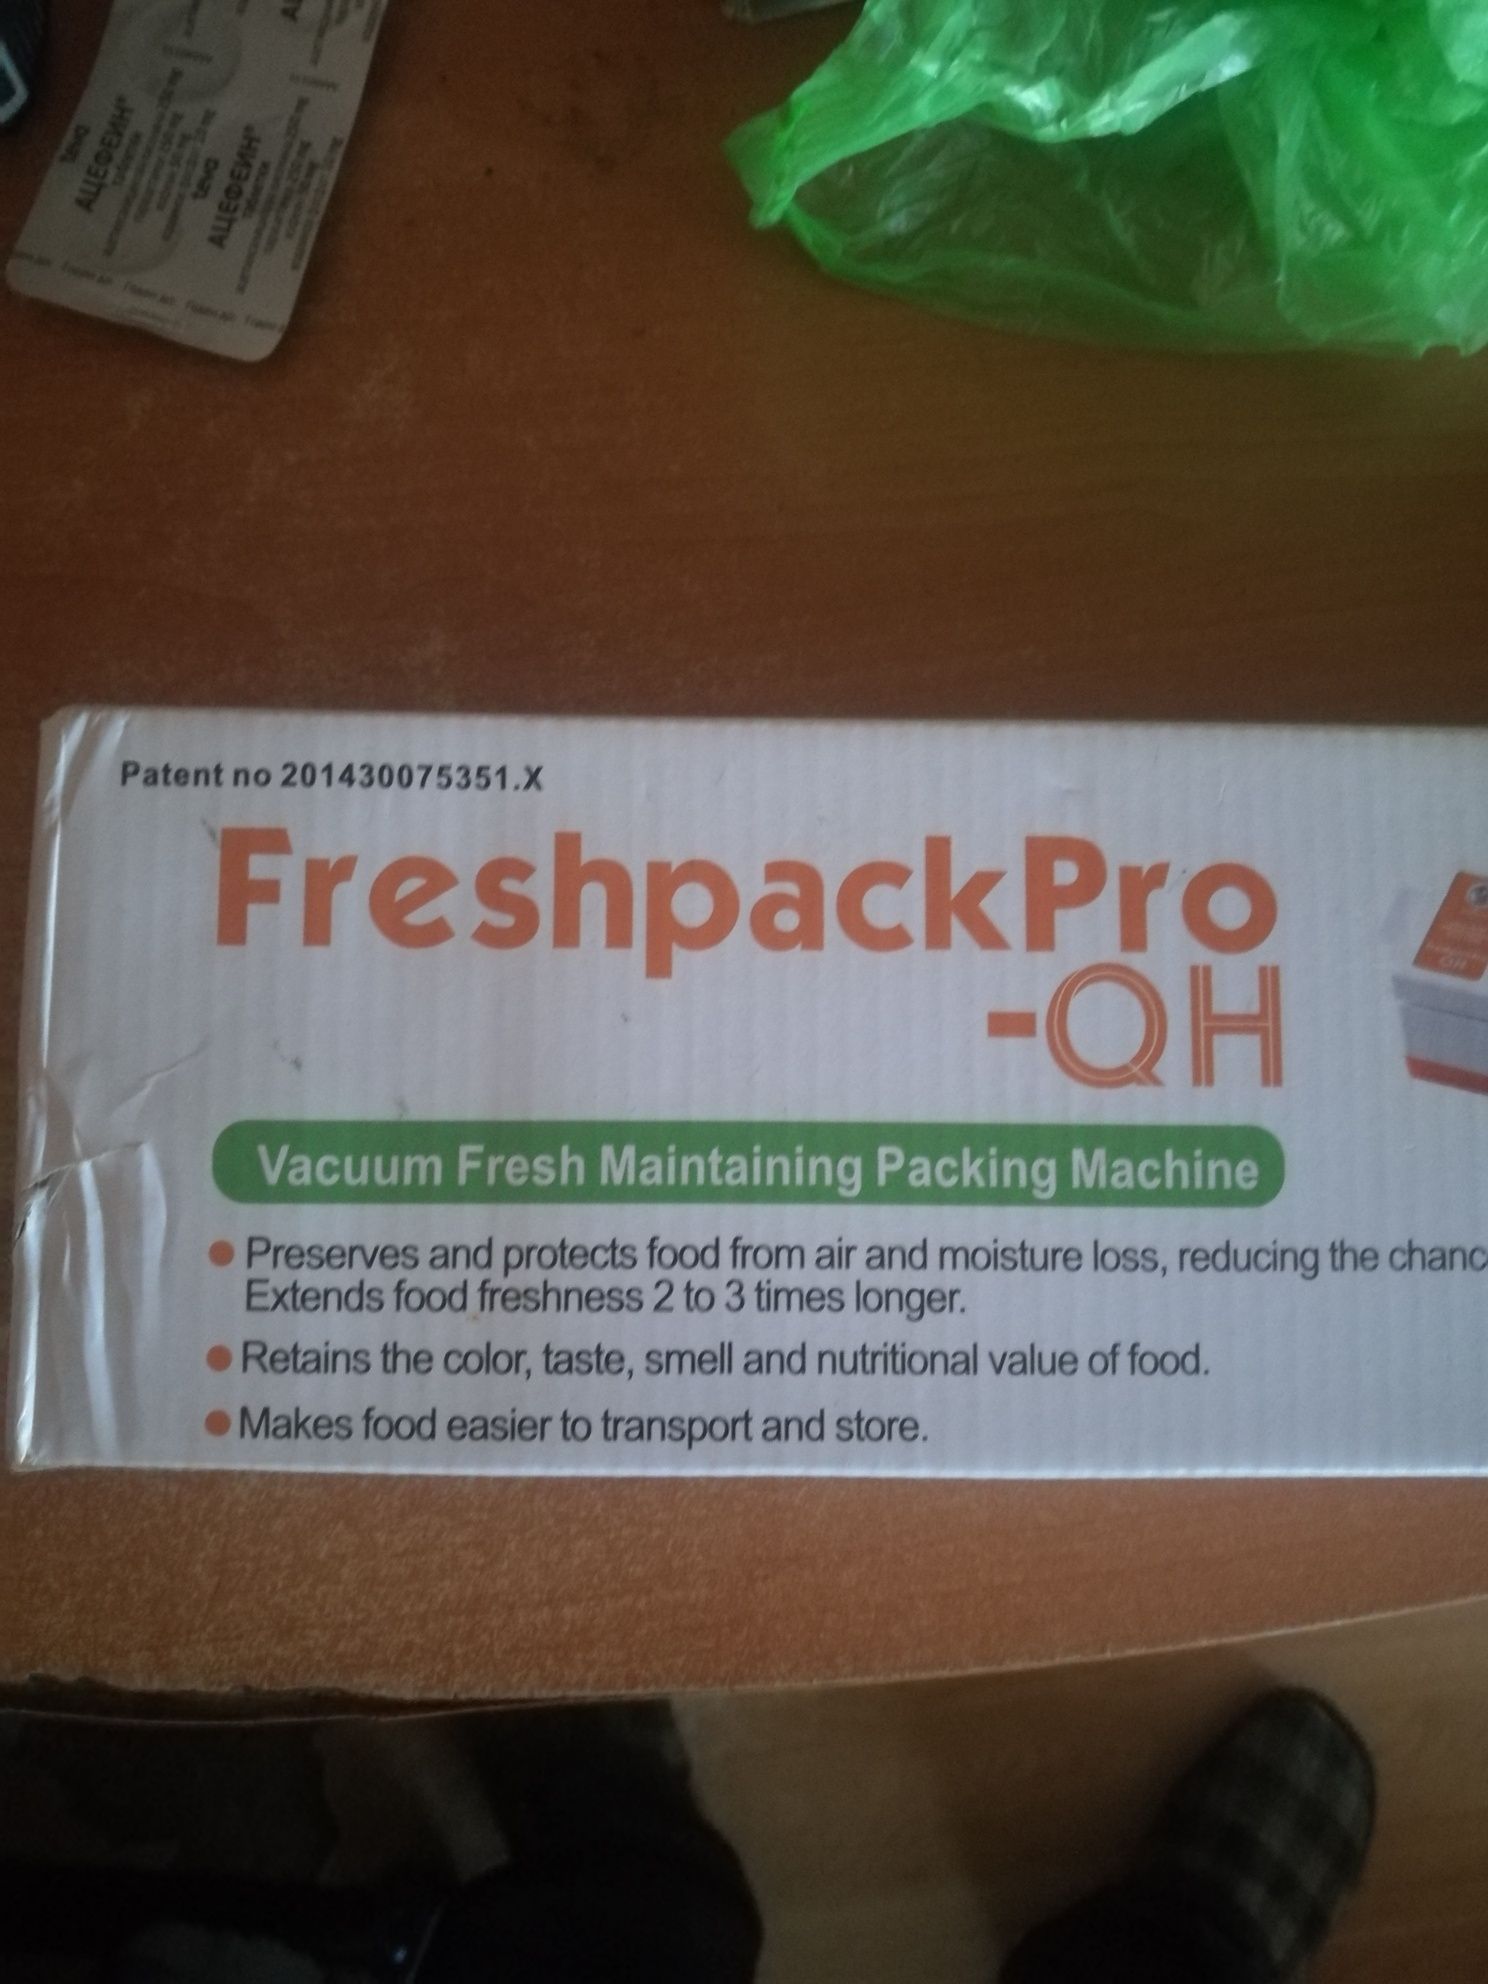 АЦЕФЕИН®
АЦЕФЕИН®
таблетки
Patent no 201430075351.X
FreshpackPro
-QH
Vacuum Fresh Maintaining Packing Machine
Preserves and protects food from air and moisture loss, reducing the chanc
Extends food freshness 2 to 3 times longer.
Retains the color, taste, smell and nutritional value of food.
Makes food easier to transport and store.